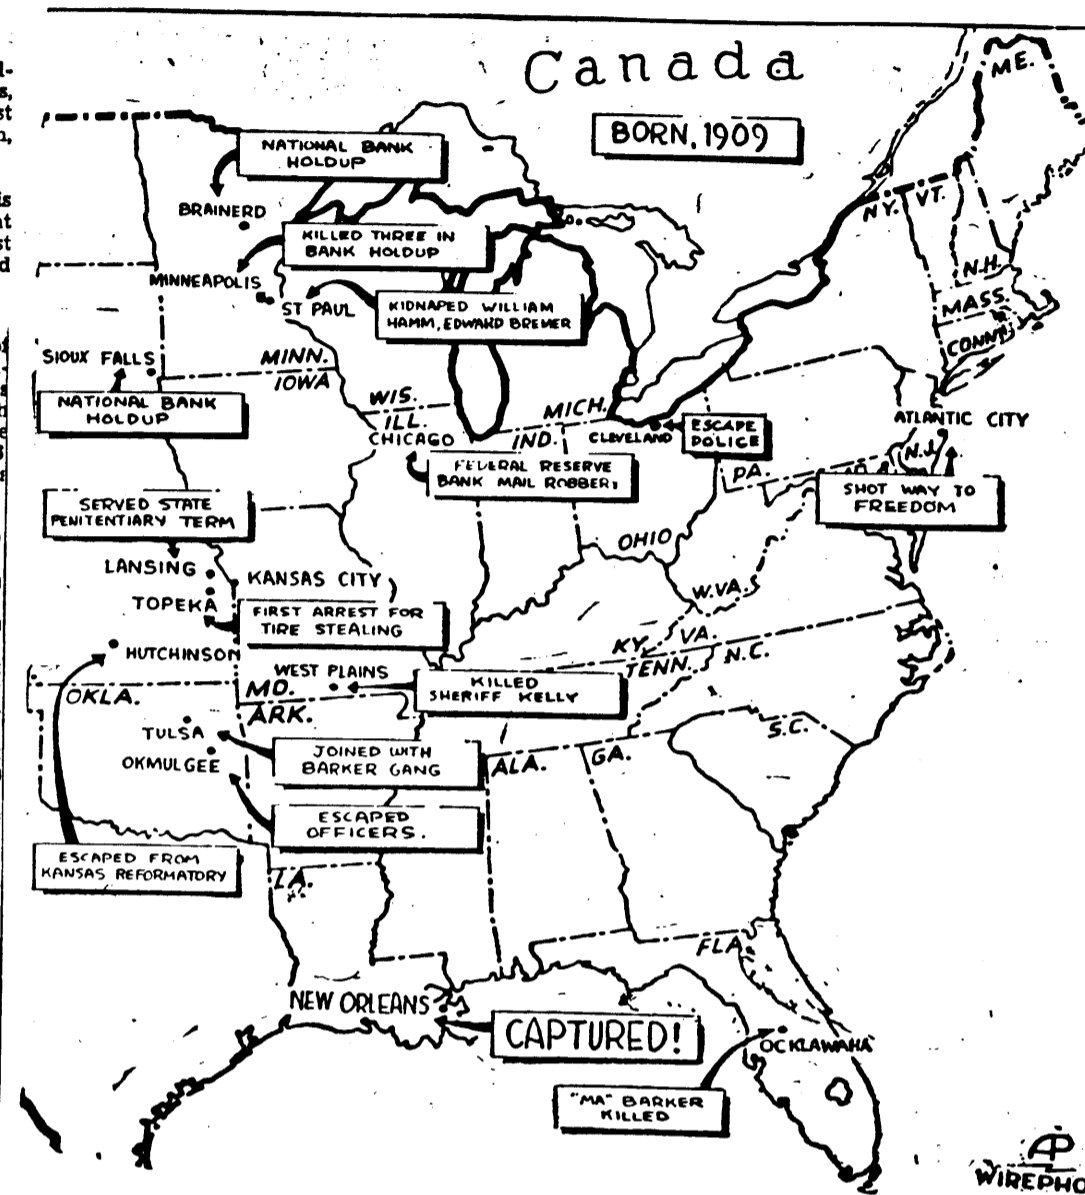 Canada
BORN, 1909
ME.
NATIONAL BANK
HOLDUP
BRAINERD
N.Y.
VT.
KILLED THREE IN
BANK HOLDUP
N.H.
MINNEAPOLIS
ST PAUL
KIDNAPED WILLIAM
HAMM, EDWARD BREMER
MASS.
CONN.
SIOUX FALLS
MINN.
IOWA
NATIONAL BANK
HOLDUP
WIS.
ILL.
MICH.
CHICAGO
IND.
CLEVELAND
ESCAPE
POLICE
ATLANTIC CITY
N.J.
PA.
FEDERAL RESERVE
BANK MAIL ROBBERY
SHOT WAY TO
FREEDOM
SERVED STATE
PENITENTIARY TERM
OHIO
LANSING
KANSAS CITY
W.VA.
TOPEKA
FIRST ARREST FOR
TIRE STEALING
KY.
VA.
HUTCHINSON
TENN.
N.C.
WEST PLAINS
OKLA.
MO.
KILLED
SHERIFF KELLY
ARK.
S.C.
TULSA
JOINED WITH
BARKER GANG
ALA.
GA.
OKMULGEE
ESCAPED
OFFICERS.
ESCAPED FROM
KANSAS REFORMATORY
LA.
FLA
NEW ORLEANS
CAPTURED!
OCKLAWAHA
"MA" BARKER
KILLED
AP
WIREPHO